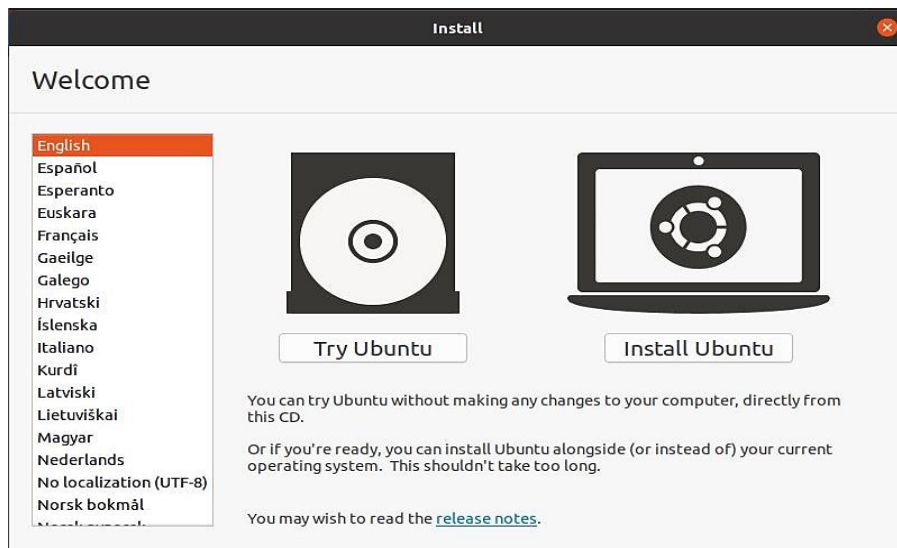 Install
Welcome
English
Español
Esperanto
Euskara
Français
Gaeilge
Galego
Hrvatski
Íslenska
Italiano
Kurdî
Latviski
Lietuviškai
Magyar
Nederlands
No localization (UTF-8)
Norsk bokmål
Try Ubuntu
Install Ubuntu
You can try Ubuntu without making any changes to your computer, directly from
this CD.
Or if you're ready, you can install Ubuntu alongside (or instead of) your current
operating system. This shouldn't take too long.
You may wish to read the release notes.